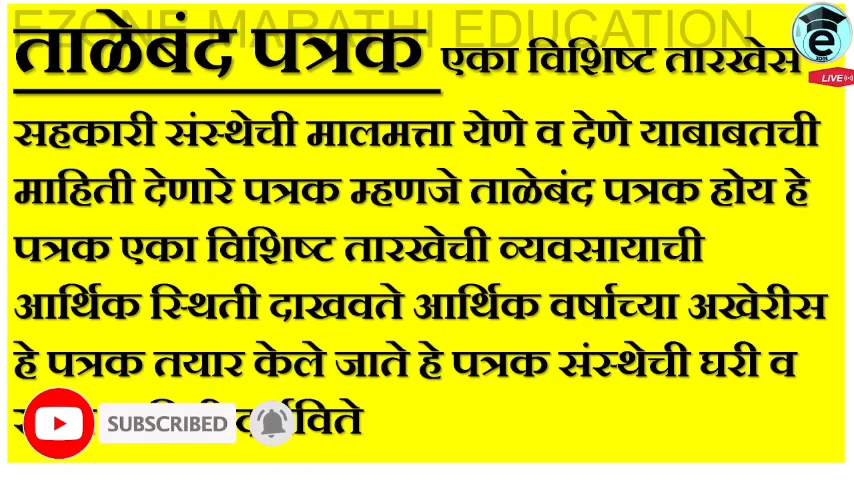 EZONE MARATHI EDUCATION
ताळेबंद पत्रक एका विशिष्ट तारखेस
e
EZONE
LIVE
सहकारी संस्थेची मालमत्ता येणे व देणे याबाबतची
माहिती देणारे पत्रक म्हणजे ताळेबंद पत्रक होय हे
पत्रक एका विशिष्ट तारखेची व्यवसायाची
आर्थिक स्थिती दाखवते आर्थिक वर्षाच्या अखेरीस
हे पत्रक तयार केले जाते हे पत्रक संस्थेची घरी व
SUBSCRIBED